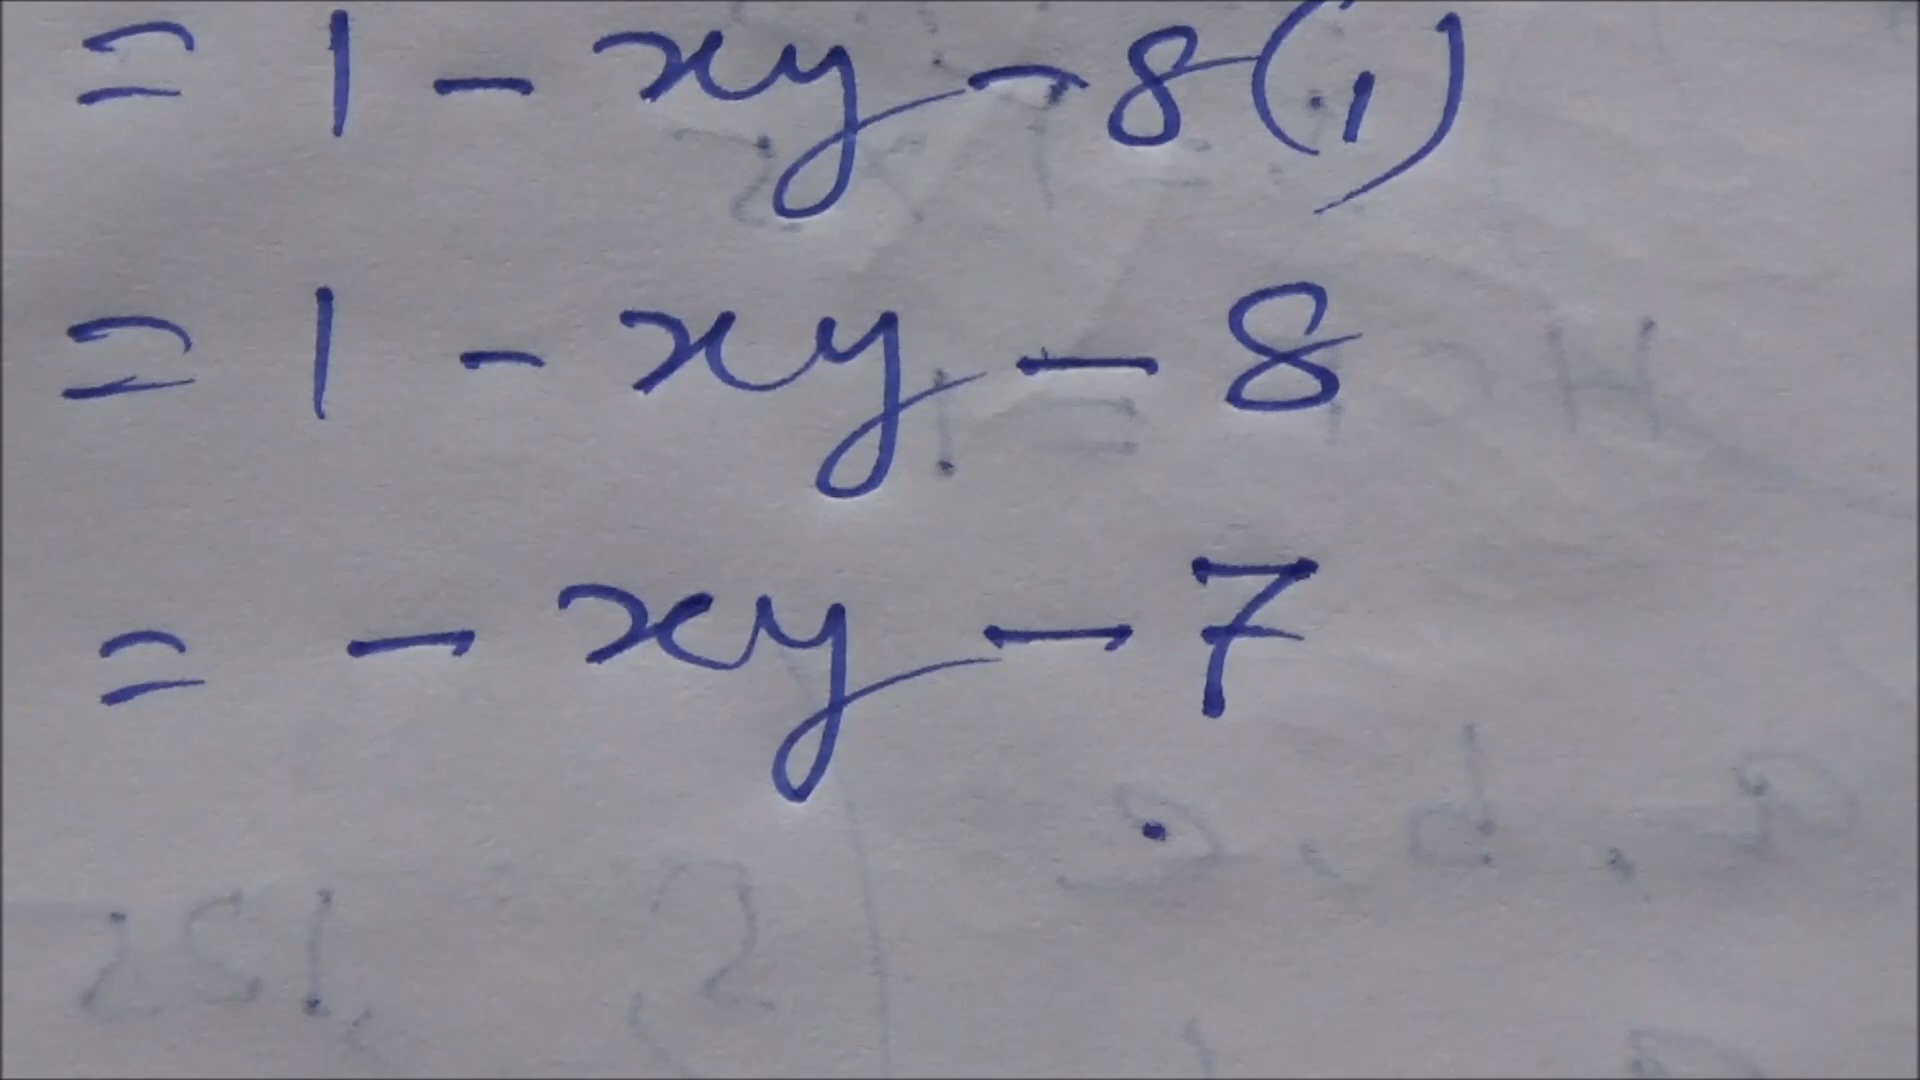 = 1 - xy - 8(1)
= 1 - xy - 8
= - xy - 7